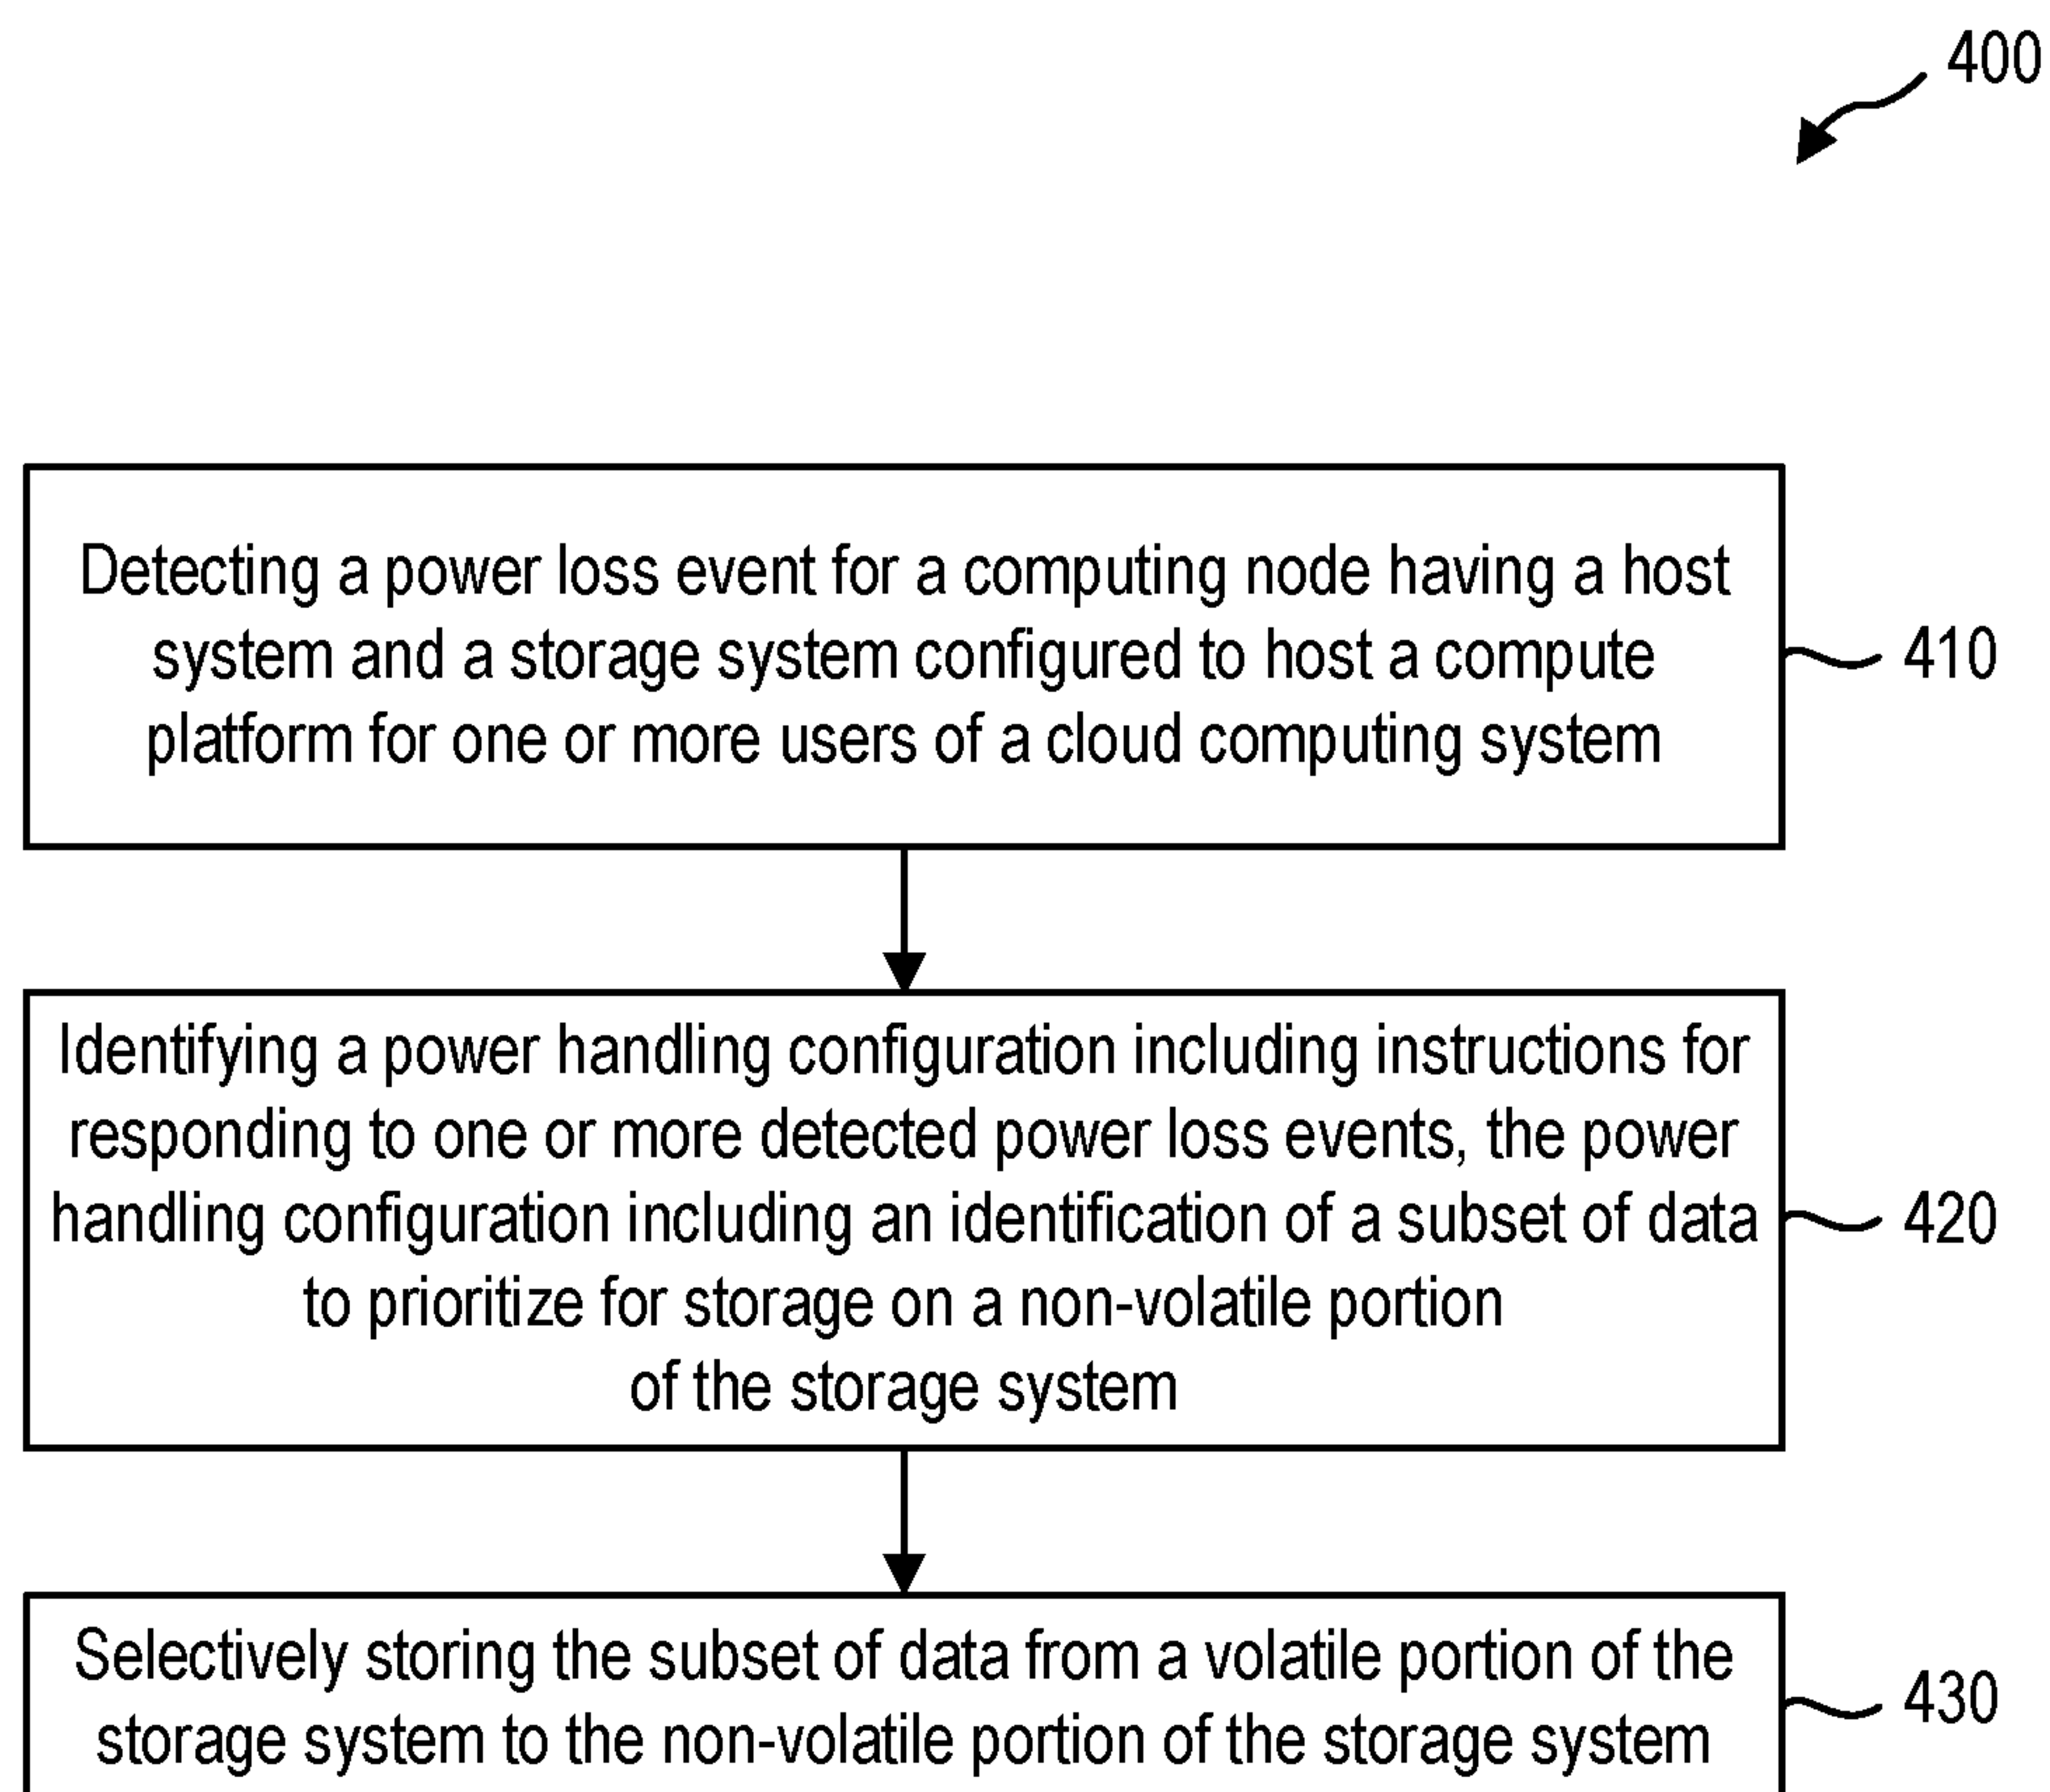 400
Detecting a power loss event for a computing node having a host
system and a storage system configured to host a compute
platform for one or more users of a cloud computing system
410
Identifying a power handling configuration including instructions for
responding to one or more detected power loss events, the power
handling configuration including an identification of a subset of data
to prioritize for storage on a non-volatile portion
of the storage system
420
Selectively storing the subset of data from a volatile portion of the
storage system to the non-volatile portion of the storage system
430